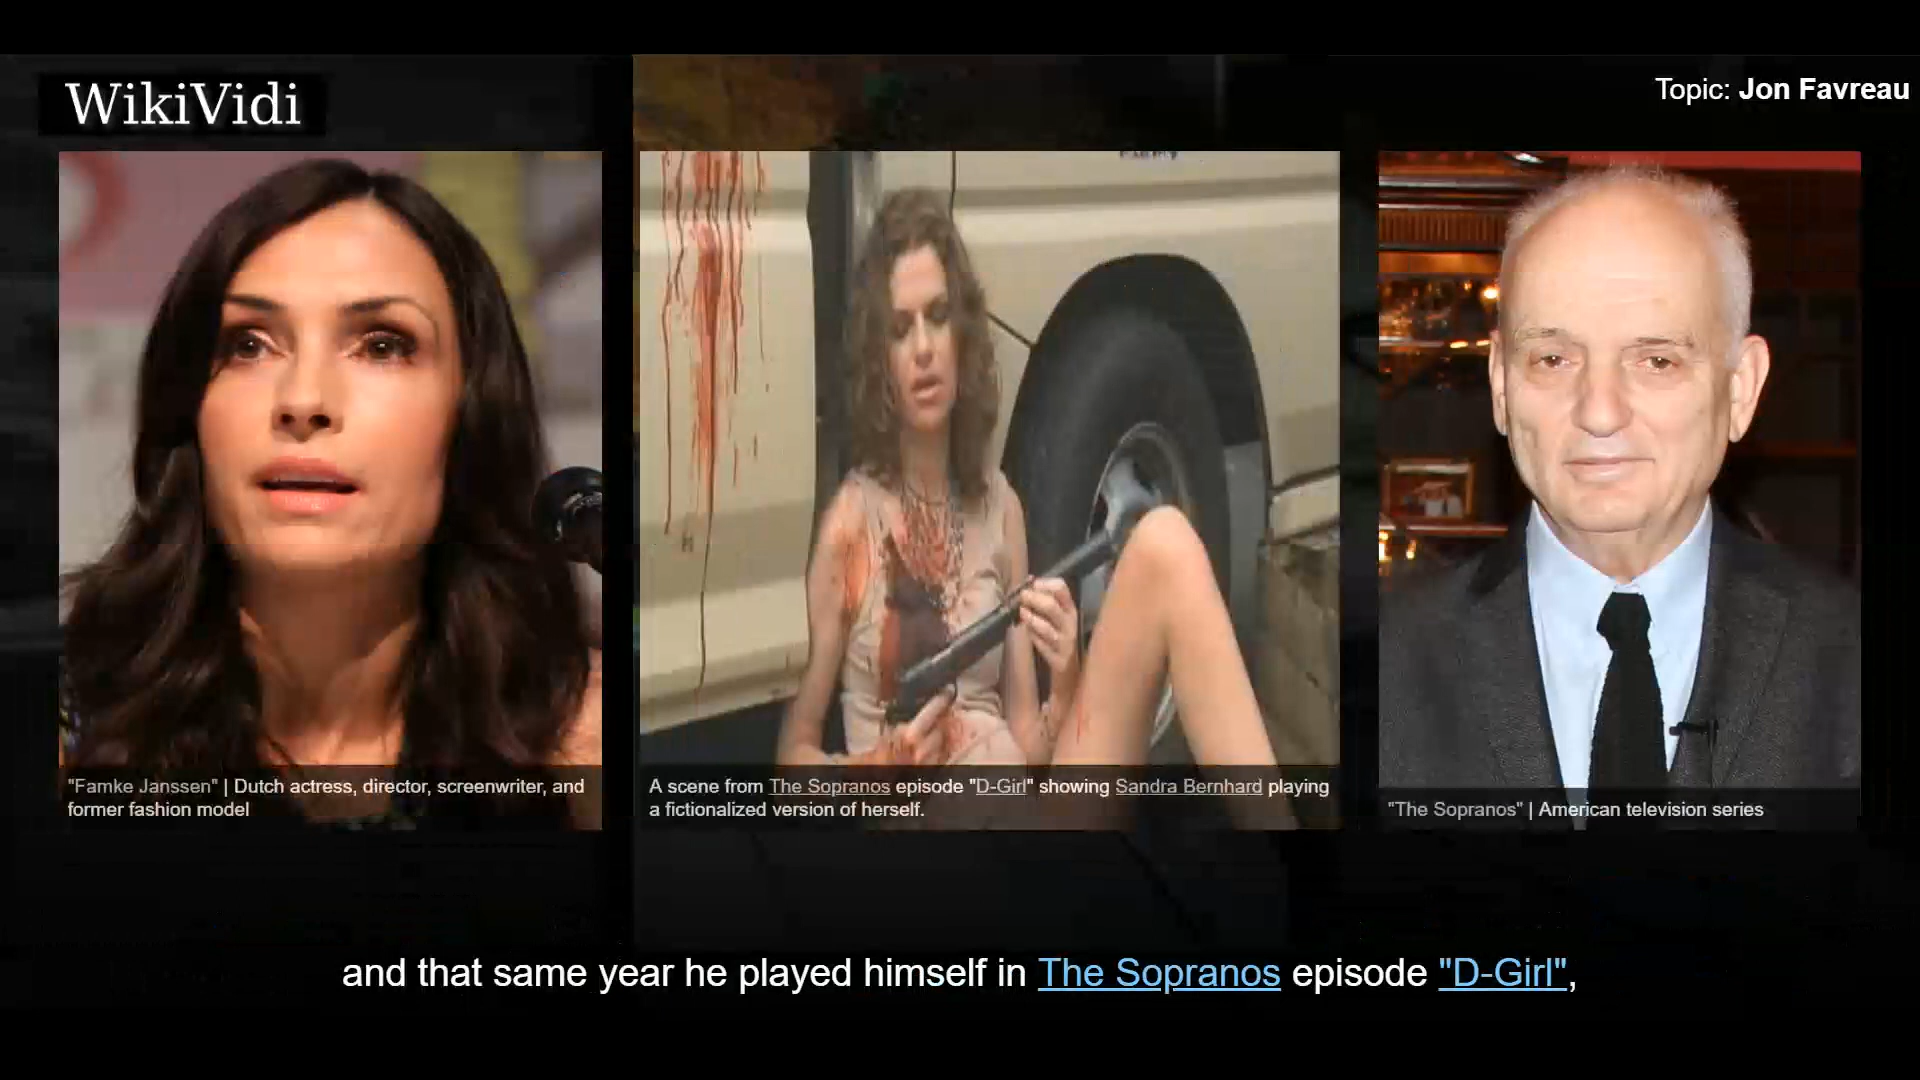 WikiVidi
Topic: Jon Favreau
"Famke Janssen" | Dutch actress, director, screenwriter, and
former fashion model
A scene from The Sopranos episode "D-Girl" showing Sandra Bernhard playing
a fictionalized version of herself.
"The Sopranos" | American television series
and that same year he played himself in The Sopranos episode "D-Girl",